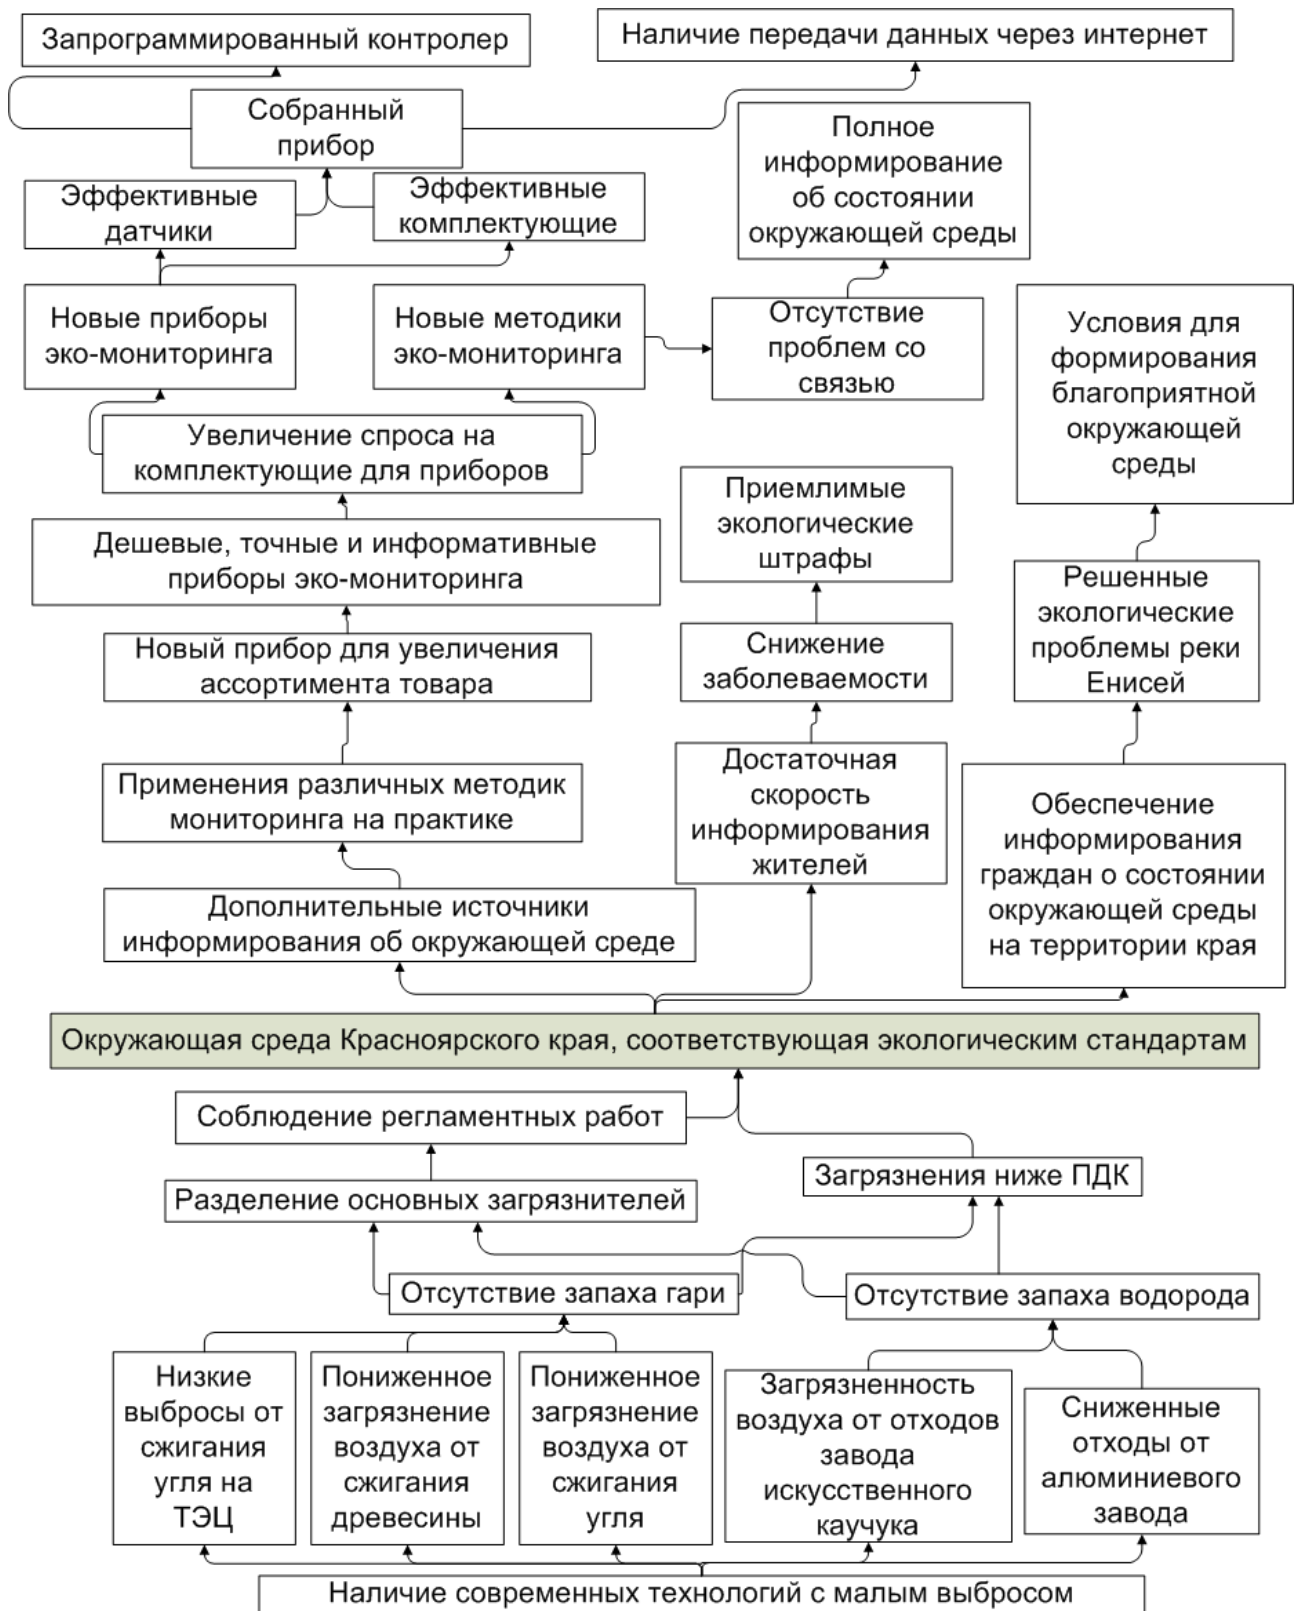 Запрограммированный контролер
Наличие передачи данных через интернет
Собранный
прибор
Полное
информирование
об состоянии
окружающей среды
Эффективные
датчики
Эффективные
комплектующие
Новые приборы
эко-мониторинга
Новые методики
эко-мониторинга
Отсутствие
проблем со
связью
Условия для
формирования
благоприятной
окружающей
среды
Увеличение спроса на
комплектующие для приборов
Приемлимые
экологические
штрафы
Дешевые, точные и информативные
приборы эко-мониторинга
Решенные
экологические
проблемы реки
Енисей
Новый прибор для увеличения
ассортимента товара
Снижение
заболеваемости
Применения различных методик
мониторинга на практике
Достаточная
скорость
информирования
жителей
Обеспечение
информирования
граждан о состоянии
окружающей среды
на территории края
Дополнительные источники
информирования об окружающей среде
Окружающая среда Красноярского края, соответствующая экологическим стандартам
Соблюдение регламентных работ
Загрязнения ниже ПДК
Разделение основных загрязнителей
Отсутствие запаха гари
Отсутствие запаха водорода
Низкие
выбросы от
сжигания
угля на
ТЭЦ
Пониженное
загрязнение
воздуха от
сжигания
древесины
Пониженное
загрязнение
воздуха от
сжигания
угля
Загрязненность
воздуха от отходов
завода
искусственного
каучука
Сниженные
отходы от
алюминиевого
завода
Наличие современных технологий с малым выбросом